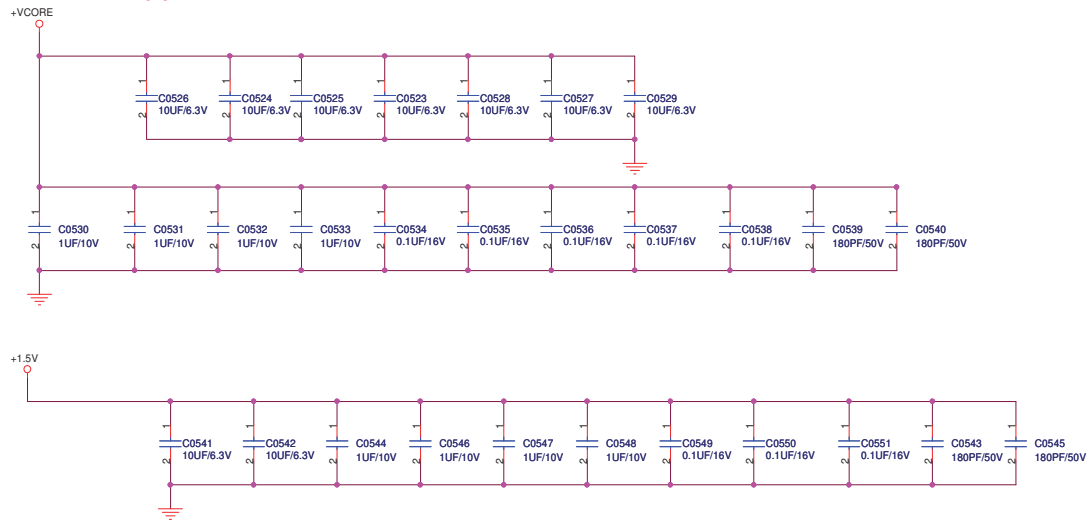 +VCORE
1 1 1 1 1 1 1
C0526 C0524 C0525 C0523 C0528 C0527 C0529
10UF/6.3V 10UF/6.3V 10UF/6.3V 10UF/6.3V 10UF/6.3V 10UF/6.3V 10UF/6.3V
2 2 2 2 2 2 2
1 1 1 1 1 1 1 1 1 1 1
C0530 C0531 C0532 C0533 C0534 C0535 C0536 C0537 C0538 C0539 C0540
1UF/10V 1UF/10V 1UF/10V 1UF/10V 0.1UF/16V 0.1UF/16V 0.1UF/16V 0.1UF/16V 0.1UF/16V 180PF/50V 180PF/50V
2 2 2 2 2 2 2 2 2 2 2
+1.5V
1 1 1 1 1 1 1 1 1 1 1
C0541 C0542 C0544 C0546 C0547 C0548 C0549 C0550 C0551 C0543 C0545
10UF/6.3V 10UF/6.3V 1UF/10V 1UF/10V 1UF/10V 1UF/10V 0.1UF/16V 0.1UF/16V 0.1UF/16V 180PF/50V 180PF/50V
2 2 2 2 2 2 2 2 2 2 2